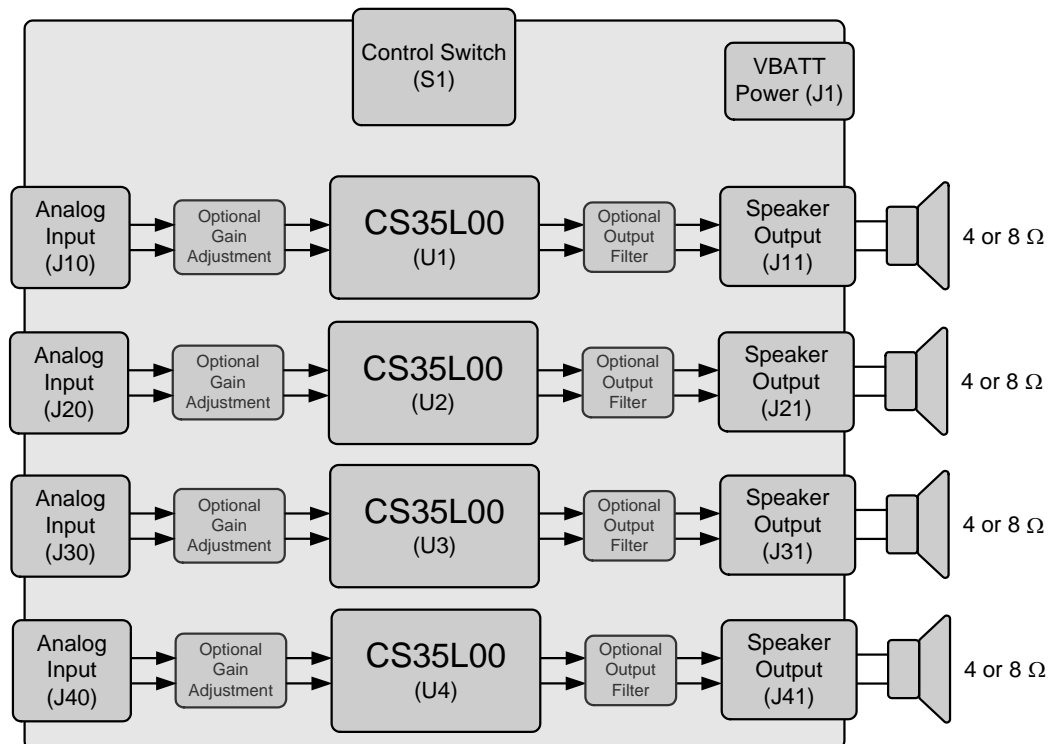 Control Switch
(S1)
VBATT
Power (J1)
Analog
Input
(J10)
Optional
Gain
Adjustment
CS35L00
(U1)
Optional
Output
Filter
Speaker
Output
(J11)
4 or 8 Ω
Analog
Input
(J20)
Optional
Gain
Adjustment
CS35L00
(U2)
Optional
Output
Filter
Speaker
Output
(J21)
4 or 8 Ω
Analog
Input
(J30)
Optional
Gain
Adjustment
CS35L00
(U3)
Optional
Output
Filter
Speaker
Output
(J31)
4 or 8 Ω
Analog
Input
(J40)
Optional
Gain
Adjustment
CS35L00
(U4)
Optional
Output
Filter
Speaker
Output
(J41)
4 or 8 Ω